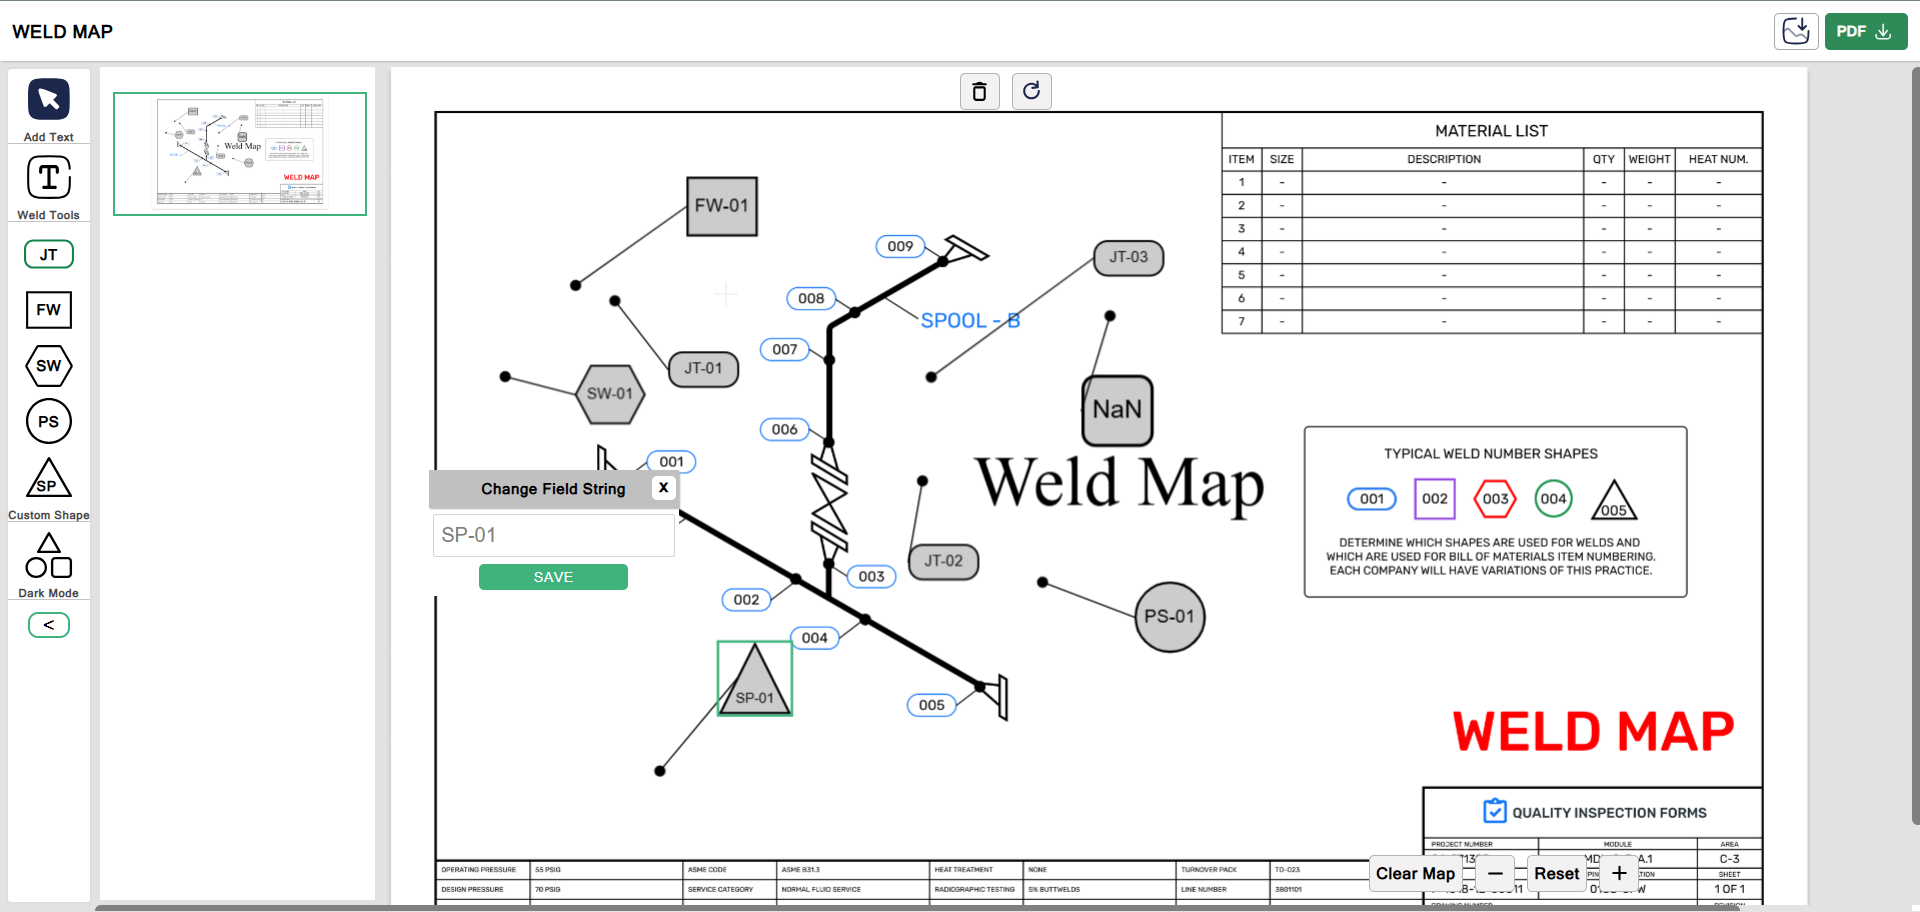 WELD MAP
PDF
Add Text
Weld Tools
JT
FW
SW
PS
SP
Custom Shape
Dark Mode
<
Weld Map
WELD MAP
FW-01
JT-01
SW-01
009
008
007
006
001
SPOOL - B
JT-03
NaN
Weld Map
JT-02
PS-01
Change Field String
X
SP-01
SAVE
003
002
004
005
SP-01
MATERIAL LIST
ITEM SIZE DESCRIPTION QTY WEIGHT HEAT NUM.
1 - - - - -
2 - - - - -
3 - - - - -
4 - - - - -
5 - - - - -
6 - - - - -
7 - - - - -
TYPICAL WELD NUMBER SHAPES
001 002 003 004 005
DETERMINE WHICH SHAPES ARE USED FOR WELDS AND
WHICH ARE USED FOR BILL OF MATERIALS ITEM NUMBERING.
EACH COMPANY WILL HAVE VARIATIONS OF THIS PRACTICE.
WELD MAP
QUALITY INSPECTION FORMS
PROJECT NUMBER MODULE AREA
A.1 C-3
SHEET
1 OF 1
OPERATING PRESSURE 55 PSIG ASME CODE ASME B31.3 HEAT TREATMENT NONE TURNOVER PACK TO-023
DESIGN PRESSURE 70 PSIG SERVICE CATEGORY NORMAL FLUID SERVICE RADIOGRAPHIC TESTING 5% BUTTWELDS LINE NUMBER 3801101
Clear Map − Reset +